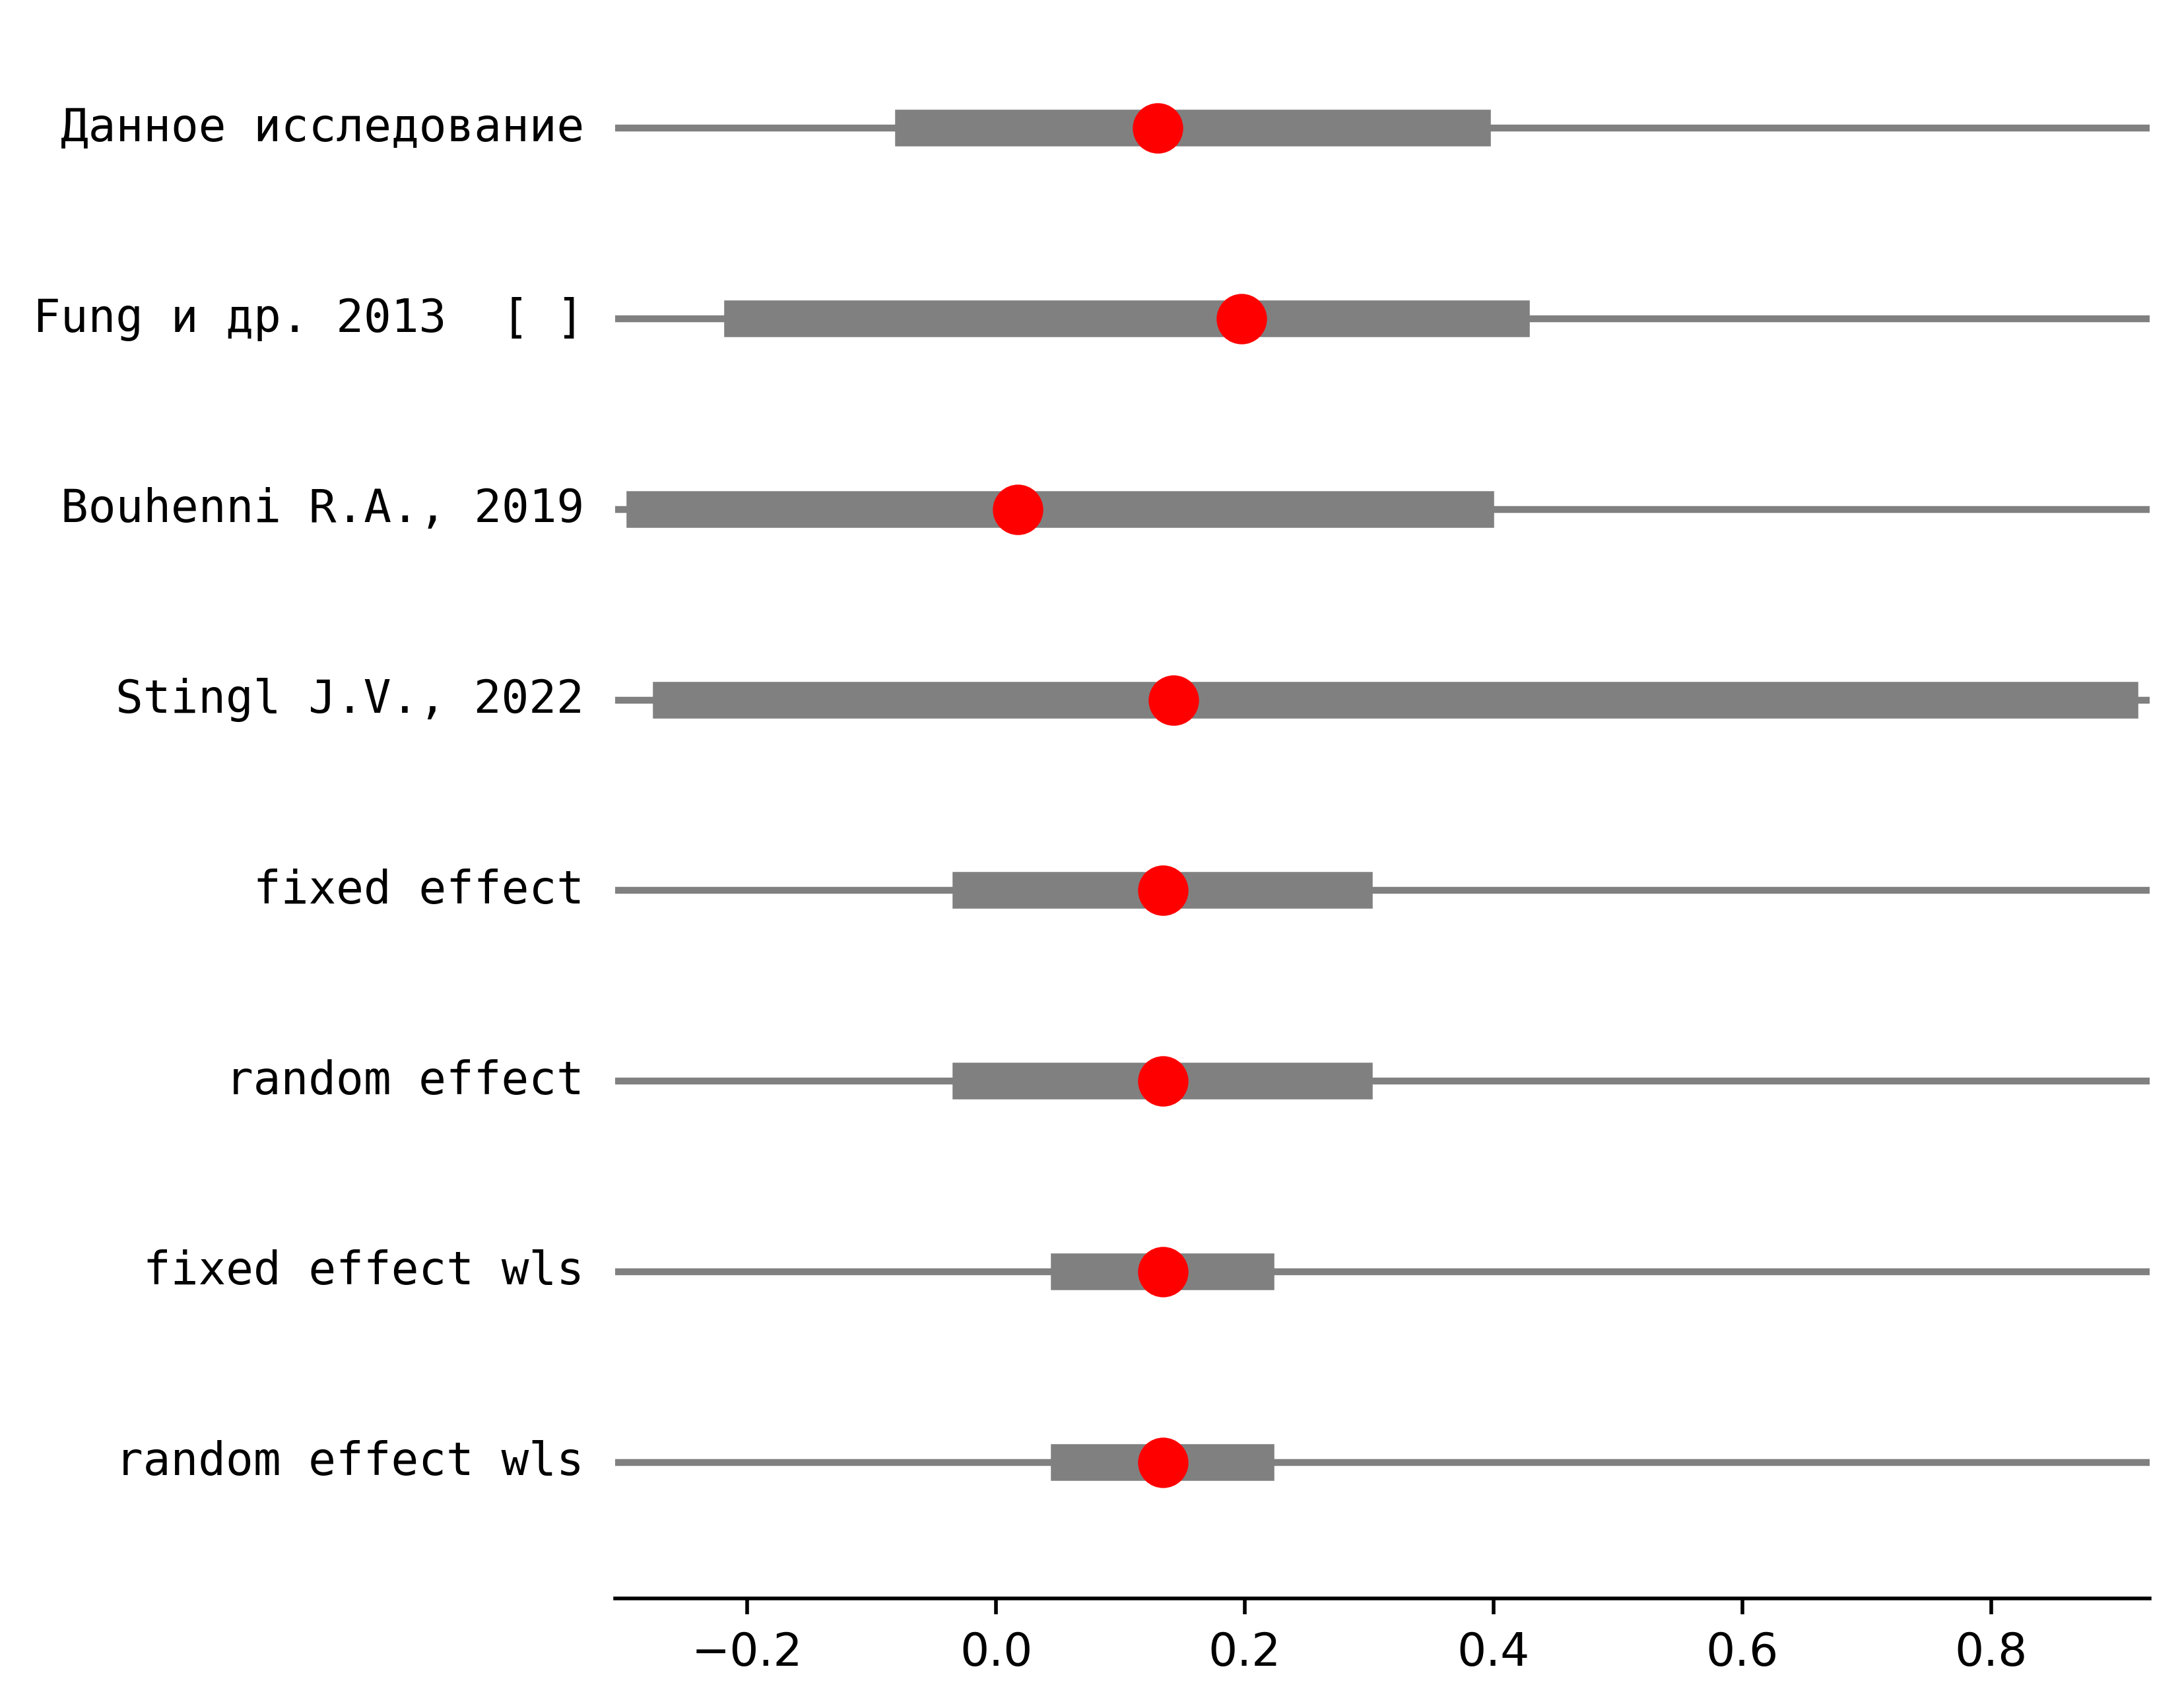 Данное исследование
Fung и др. 2013  [ ]
Bouhenni R.A., 2019
Stingl J.V., 2022
fixed effect
random effect
fixed effect wls
random effect wls
−0.2 0.0 0.2 0.4 0.6 0.8